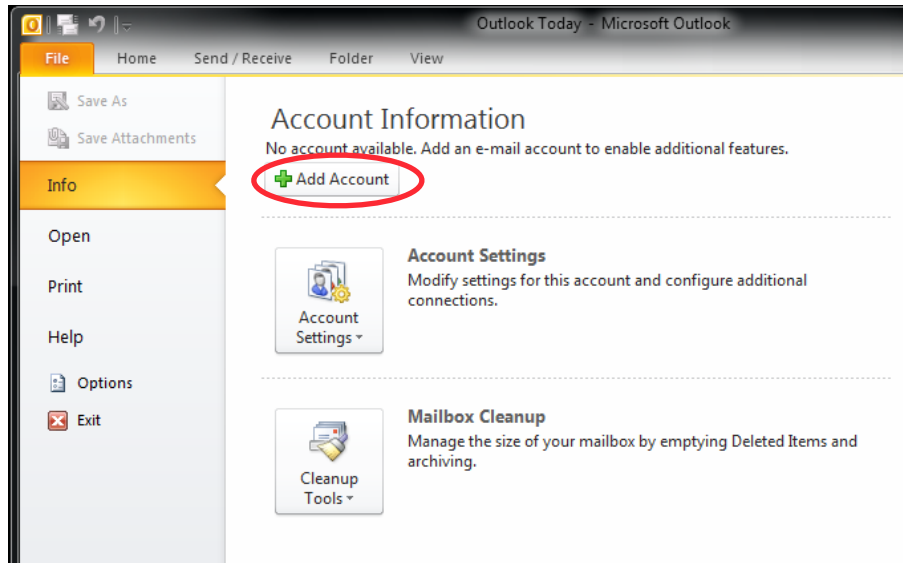 Outlook Today - Microsoft Outlook
File Home Send / Receive Folder View
Save As
Save Attachments
Info
Open
Print
Help
Options
Exit
Account Information
No account available. Add an e-mail account to enable additional features.
Add Account
Account
Settings
Account Settings
Modify settings for this account and configure additional
connections.
Cleanup
Tools
Mailbox Cleanup
Manage the size of your mailbox by emptying Deleted Items and
archiving.